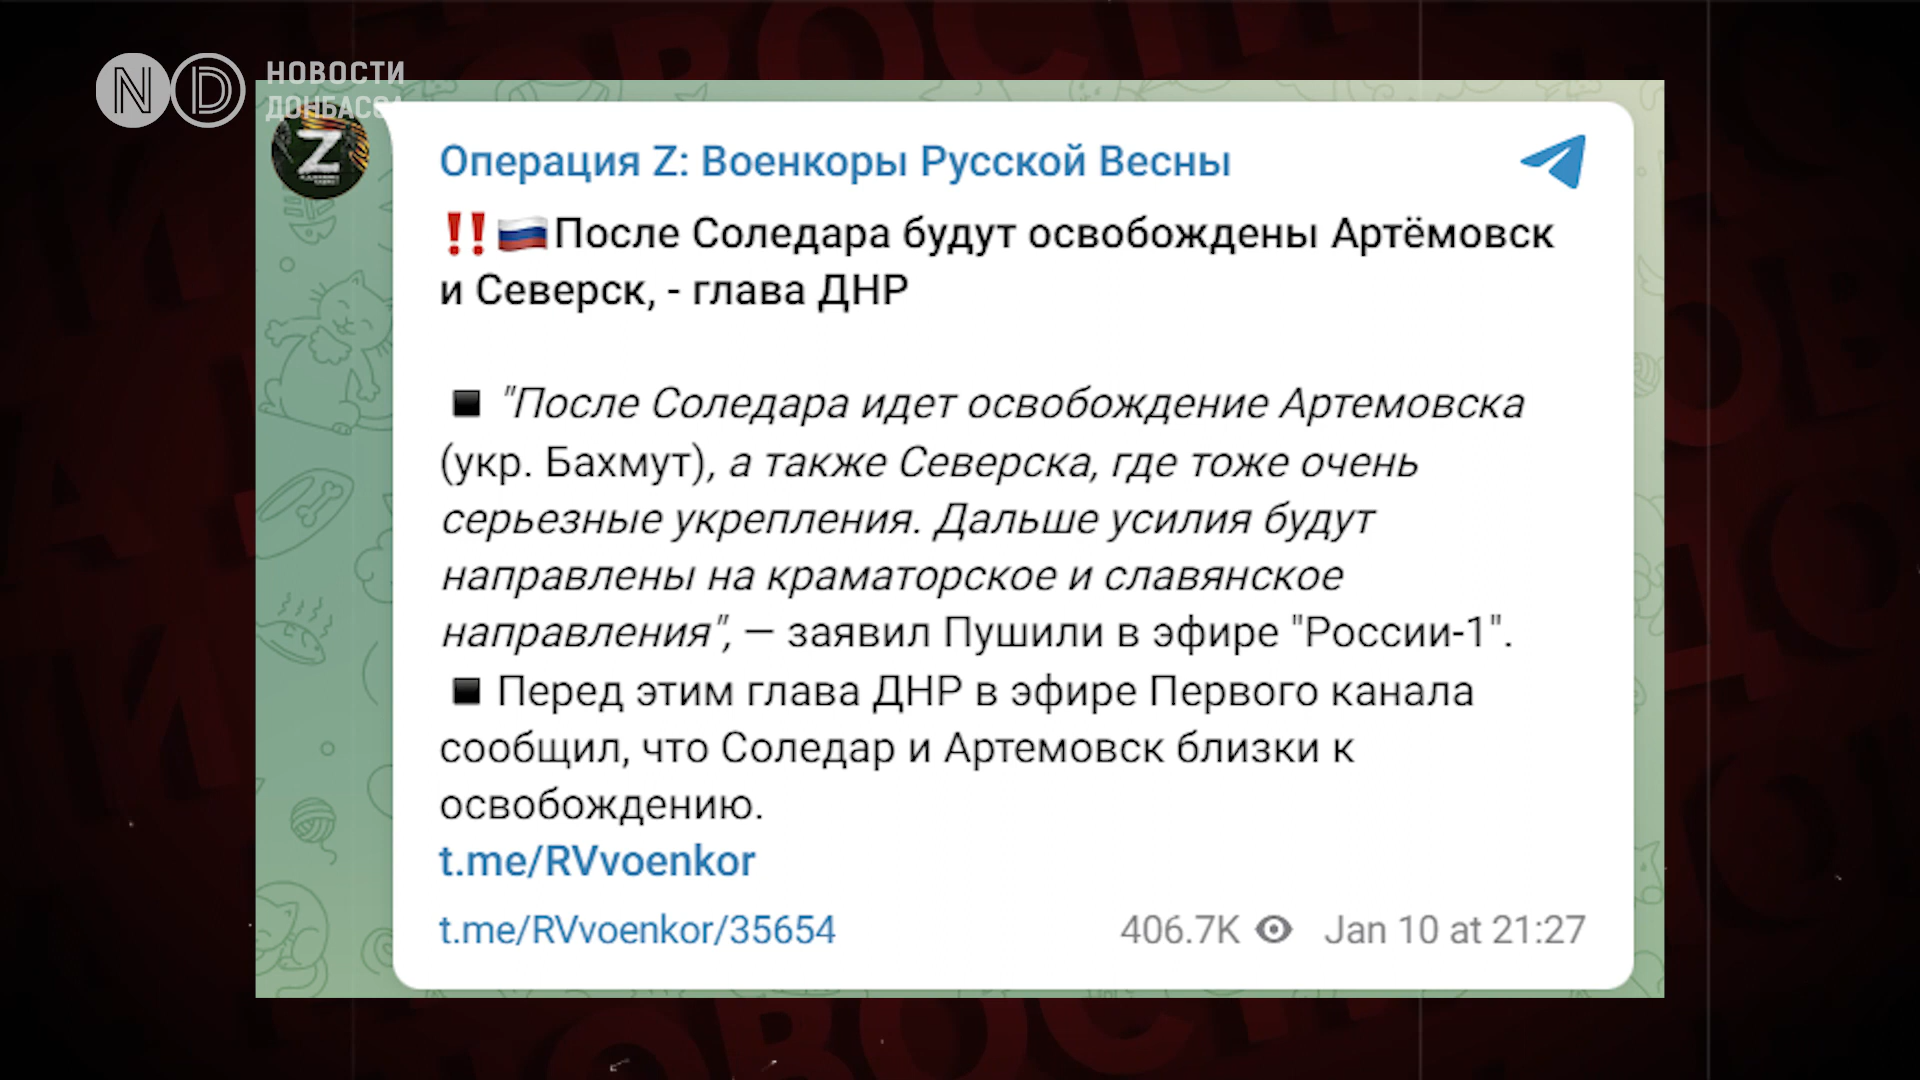 НОВОСТИ
ДОНБАССА
Операция Z: Военкоры Русской Весны
‼️🇷🇺После Соледара будут освобождены Артёмовск
и Северск, - глава ДНР
◾ "После Соледара идет освобождение Артемовска
(укр. Бахмут), а также Северска, где тоже очень
серьезные укрепления. Дальше усилия будут
направлены на краматорское и славянское
направления", — заявил Пушили в эфире "России-1".
◾ Перед этим глава ДНР в эфире Первого канала
сообщил, что Соледар и Артемовск близки к
освобождению.
t.me/RVvoenkor
t.me/RVvoenkor/35654 406.7K Jan 10 at 21:27